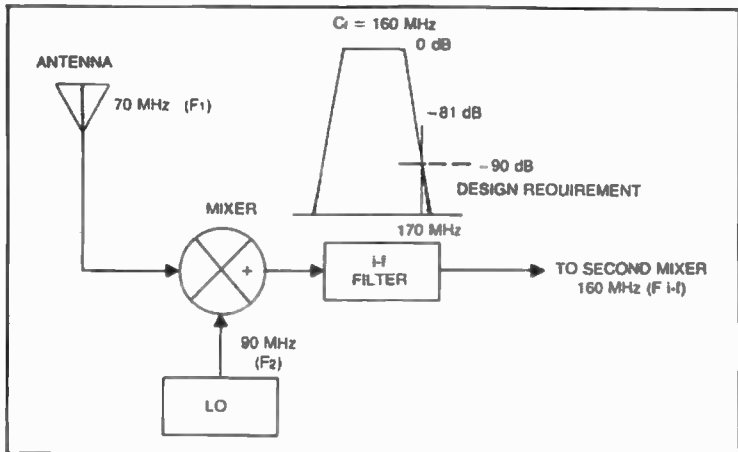 Cf = 160 MHz
0 dB
ANTENNA
70 MHz (F1)
-81 dB
-90 dB
DESIGN REQUIREMENT
MIXER
170 MHz
+
i-f
FILTER
TO SECOND MIXER
160 MHz (F i-f)
90 MHz
(F2)
LO